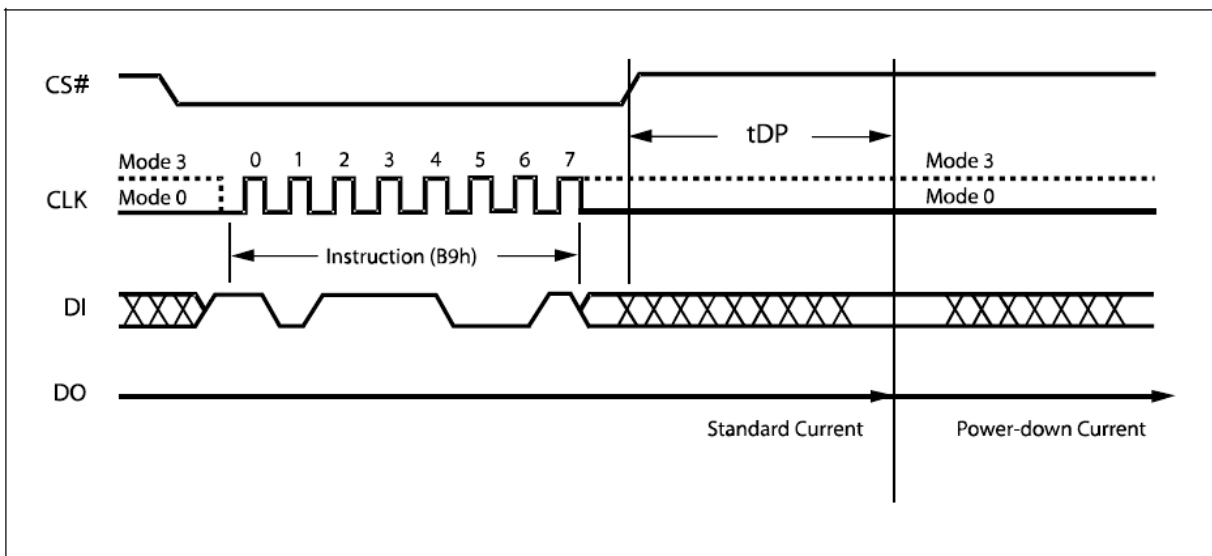 CS#
tDP
Mode 3
0 1 2 3 4 5 6 7
Mode 3
CLK
Mode 0
Mode 0
Instruction (B9h)
DI
DO
Standard Current
Power-down Current